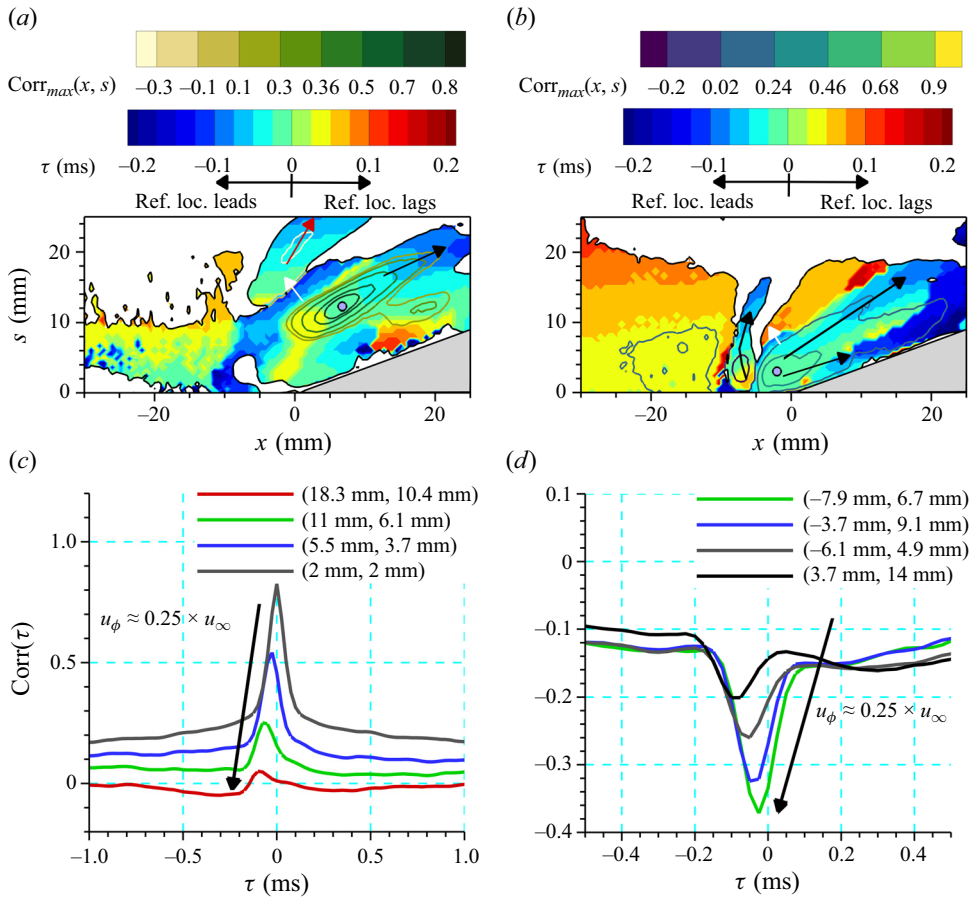 (a)
Corr_max(x, s)
−0.3 −0.1 0.1 0.3 0.36 0.5 0.7 0.8
τ (ms)
−0.2 −0.1 0 0.1 0.2
Ref. loc. leads Ref. loc. lags
s (mm)
20
10
0
−20 0 20
x (mm)
(b)
Corr_max(x, s)
−0.2 0.02 0.24 0.46 0.68 0.9
τ (ms)
−0.2 −0.1 0 0.1 0.2
Ref. loc. leads Ref. loc. lags
20
10
0
−20 0 20
x (mm)
(c)
(18.3 mm, 10.4 mm)
(11 mm, 6.1 mm)
(5.5 mm, 3.7 mm)
(2 mm, 2 mm)
u_ϕ ≈ 0.25 × u_∞
Corr(τ)
1.0
0.5
0
−1.0 −0.5 0 0.5 1.0
τ (ms)
(d)
(−7.9 mm, 6.7 mm)
(−3.7 mm, 9.1 mm)
(−6.1 mm, 4.9 mm)
(3.7 mm, 14 mm)
u_ϕ ≈ 0.25 × u_∞
0.1
0
−0.1
−0.2
−0.3
−0.4
−0.4 −0.2 0 0.2 0.4
τ (ms)